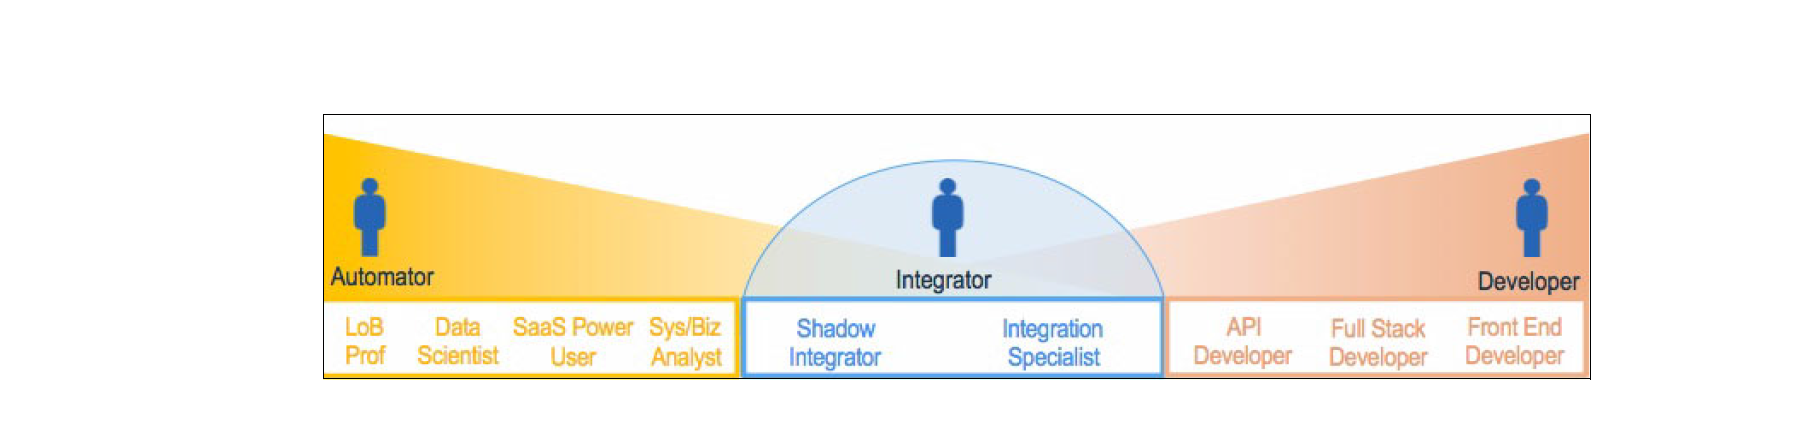 Automator
Integrator
Developer
LoB
Prof
Data
Scientist
SaaS Power
User
Sys/Biz
Analyst
Shadow
Integrator
Integration
Specialist
API
Developer
Full Stack
Developer
Front End
Developer